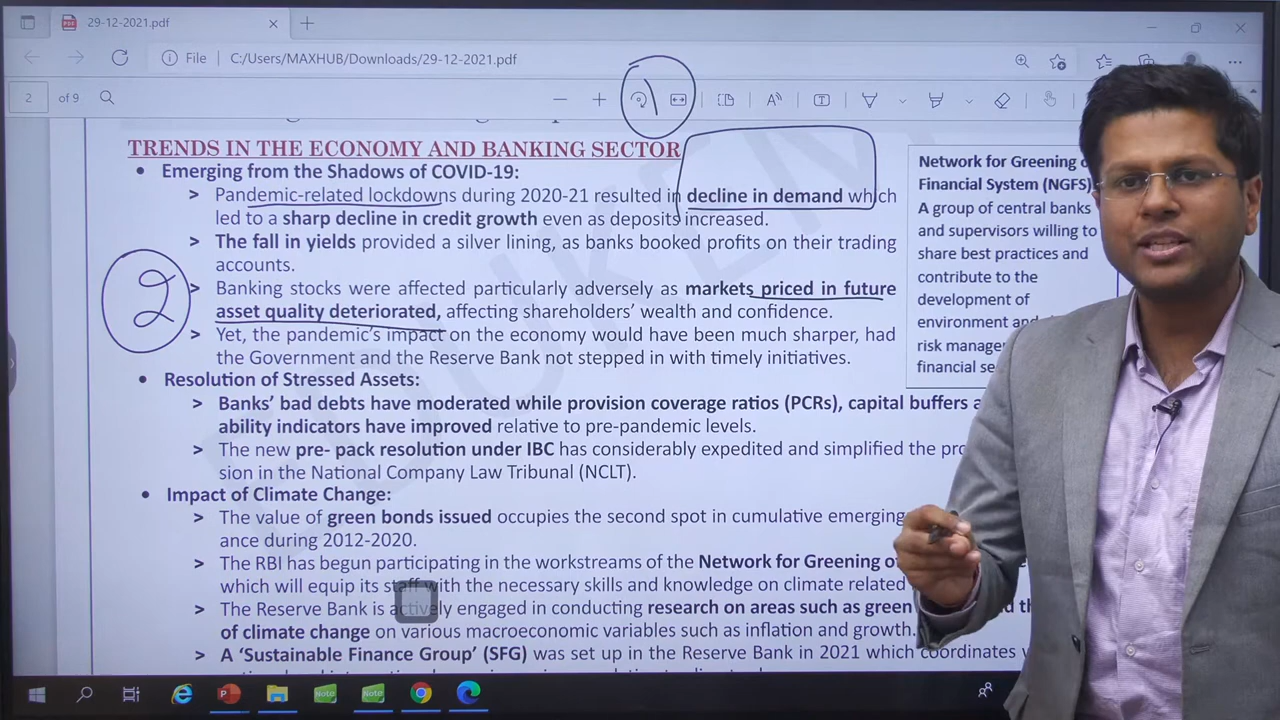 29-12-2021.pdf
File C:/Users/MAXHUB/Downloads/29-12-2021.pdf
2 of 9
1
TRENDS IN THE ECONOMY AND BANKING SECTOR
• Emerging from the Shadows of COVID-19:
> Pandemic-related lockdowns during 2020-21 resulted in decline in demand which
led to a sharp decline in credit growth even as deposits increased.
> The fall in yields provided a silver lining, as banks booked profits on their trading
accounts.
2
> Banking stocks were affected particularly adversely as markets priced in future
asset quality deteriorated, affecting shareholders' wealth and confidence.
> Yet, the pandemic's impact on the economy would have been much sharper, had
the Government and the Reserve Bank not stepped in with timely initiatives.
• Resolution of Stressed Assets:
> Banks' bad debts have moderated while provision coverage ratios (PCRs), capital buffers
ability indicators have improved relative to pre-pandemic levels.
> The new pre- pack resolution under IBC has considerably expedited and simplified the
sion in the National Company Law Tribunal (NCLT).
• Impact of Climate Change:
> The value of green bonds issued occupies the second spot in cumulative emerging
ance during 2012-2020.
> The RBI has begun participating in the workstreams of the Network for Greening
which will equip its staff with the necessary skills and knowledge on climate related
> The Reserve Bank is actively engaged in conducting research on areas such as green
of climate change on various macroeconomic variables such as inflation and growth.
> A 'Sustainable Finance Group' (SFG) was set up in the Reserve Bank in 2021 which coordinates
Network for Greening
Financial System (NGFS)
A group of central banks
and supervisors willing to
share best practices and
contribute to the
development of
environment
risk
financial
EDUKEM